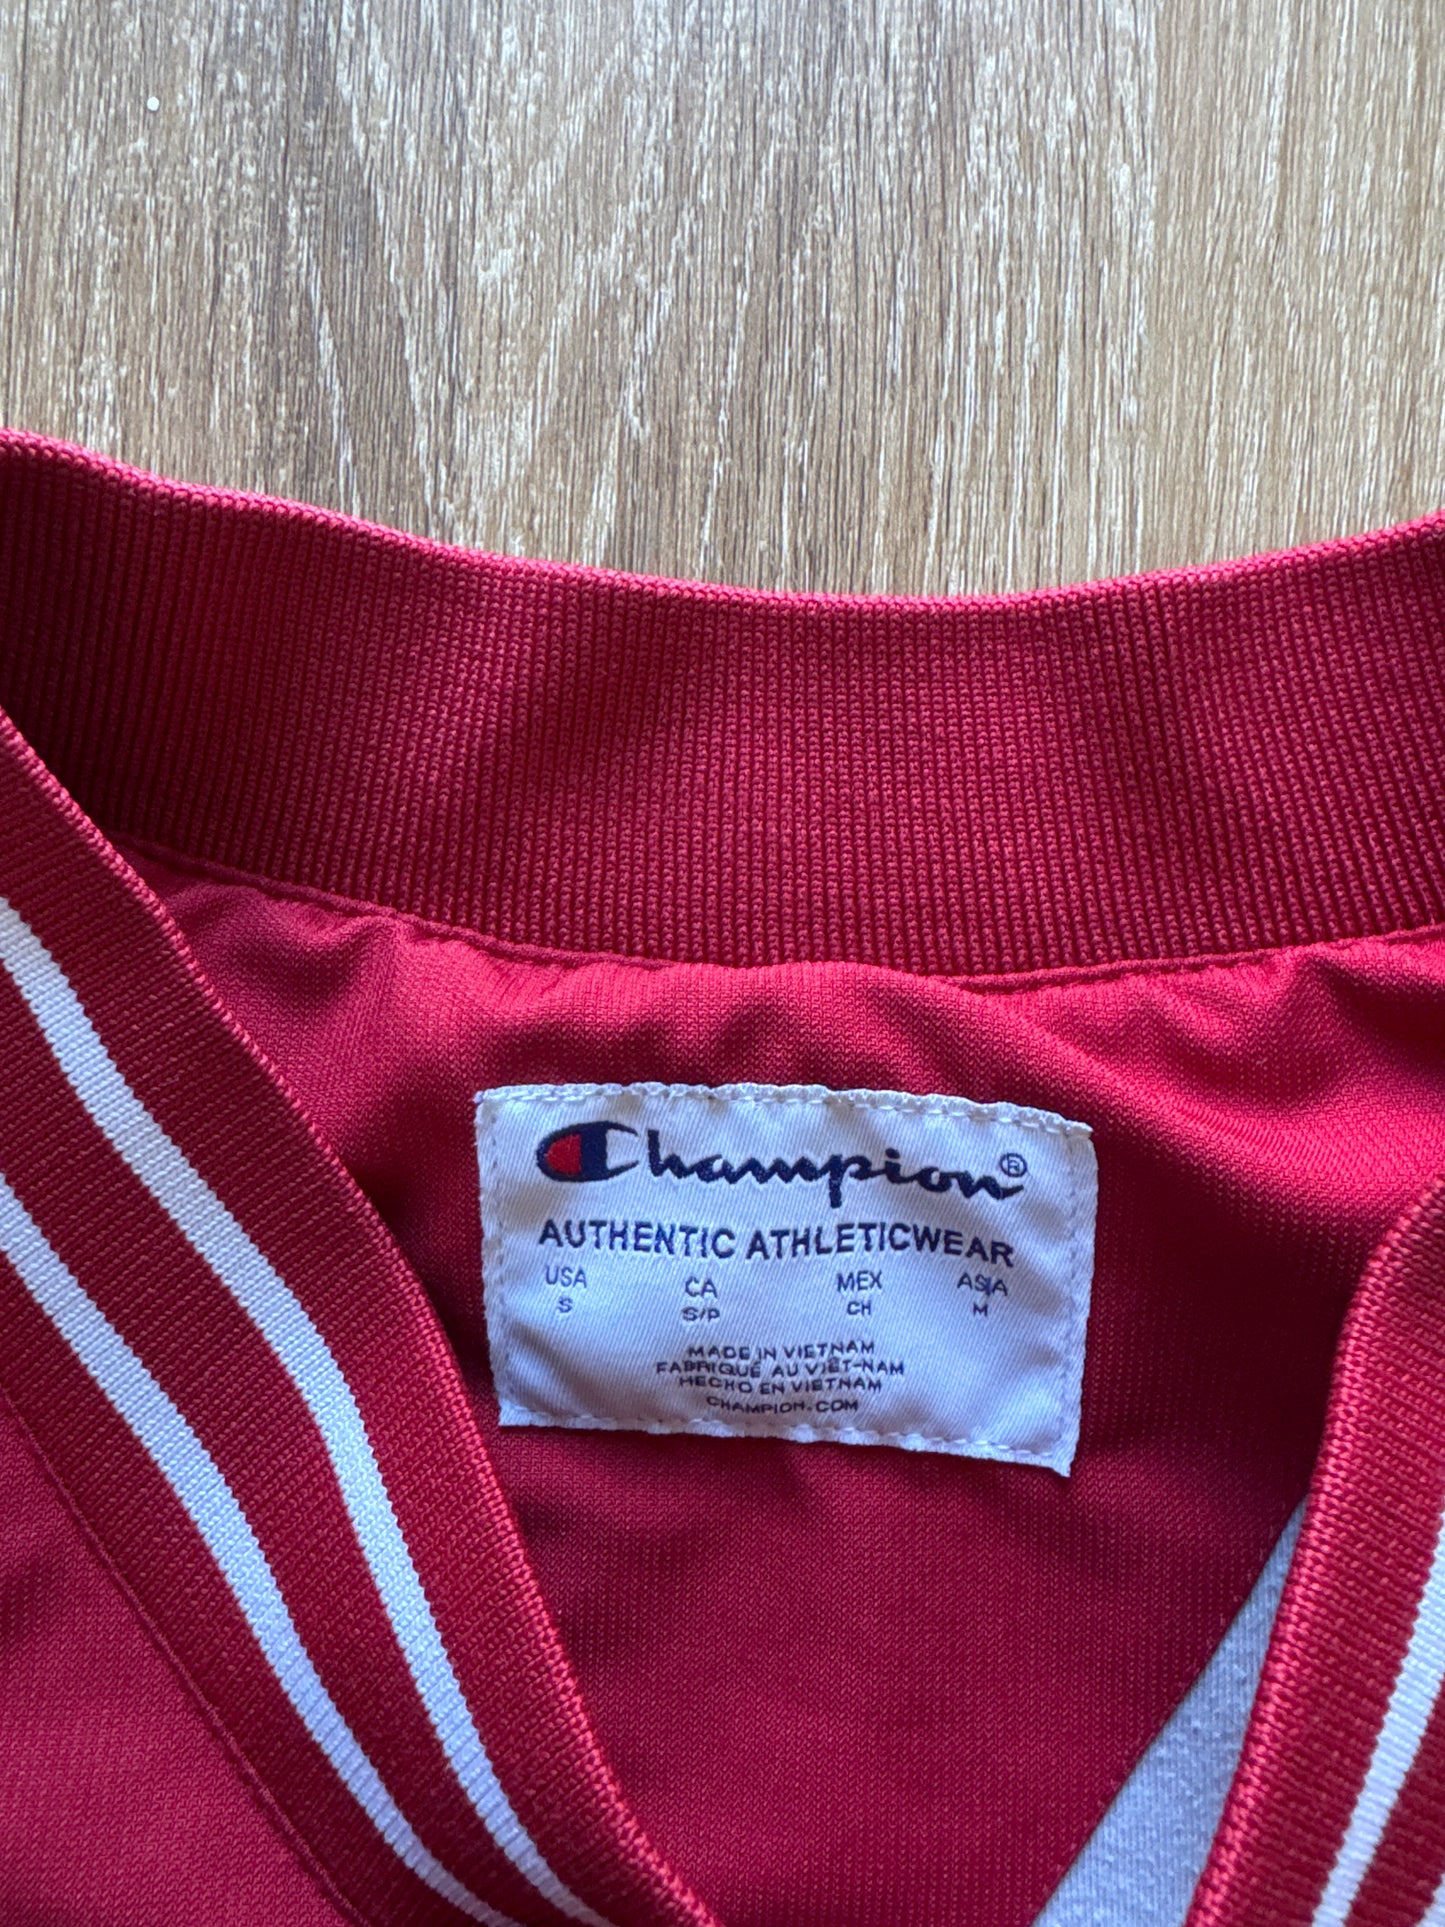 Champion®
AUTHENTIC ATHLETICWEAR
USA CA MEX ASIA
S S/P CH M
MADE IN VIETNAM
FABRIQUÉ AU VIÊT-NAM
HECHO EN VIETNAM
CHAMPION.COM